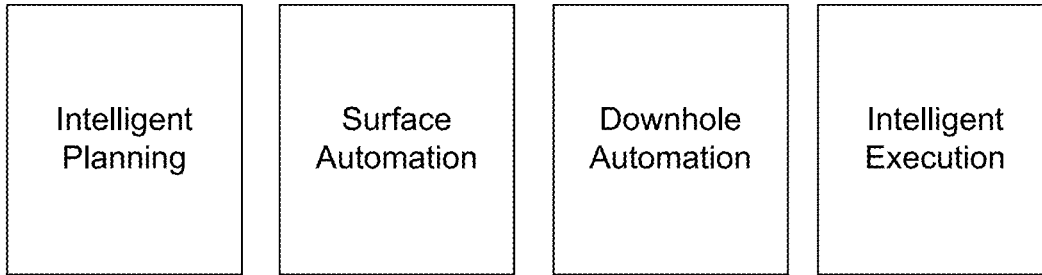 Intelligent
Planning
Surface
Automation
Downhole
Automation
Intelligent
Execution